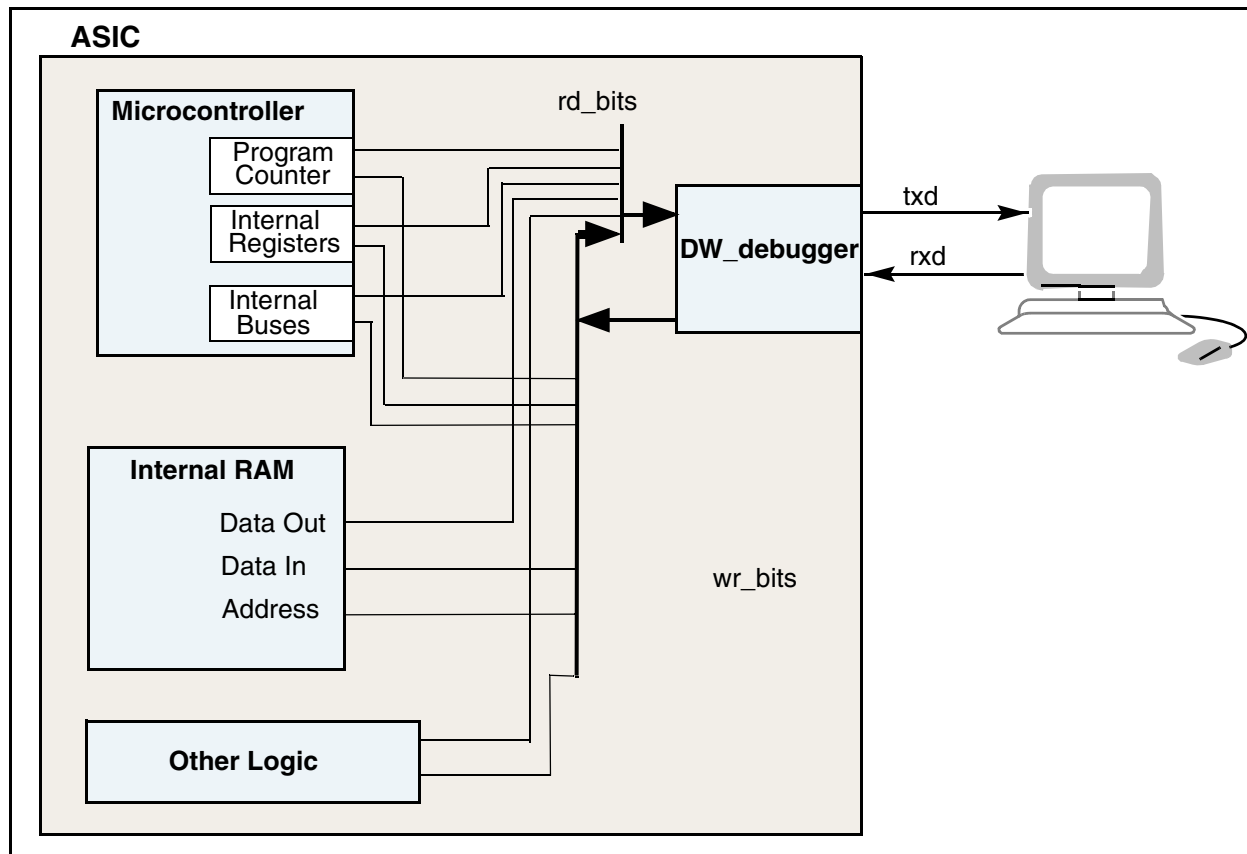 ASIC
Microcontroller
Program
Counter
Internal
Registers
Internal
Buses
rd_bits
DW_debugger
txd
rxd
Internal RAM
Data Out
Data In
Address
wr_bits
Other Logic